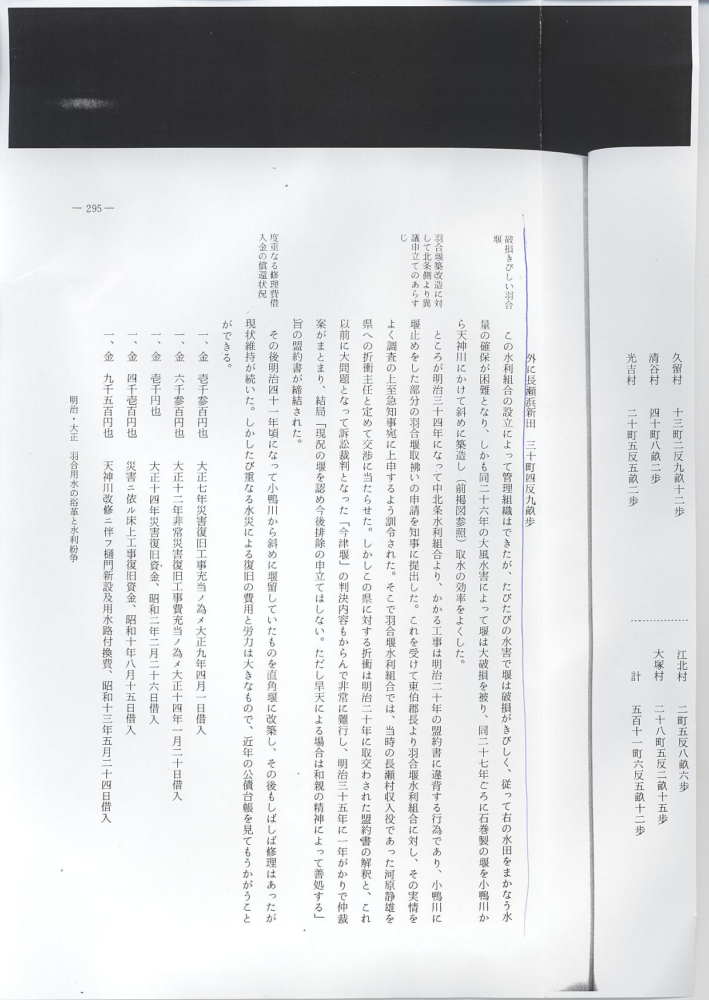 久留村　十三町二反九畝十二歩
清谷村　四十町八畝二歩
光吉村　二十町五反五畝二歩
江北村　二町五反八畝六歩
大塚村　二十八町五反二畝十五歩
計　五百十一町六反五畝十二歩
外に長瀬浜新田　三十町四反九畝歩
破損きびしい羽合
堰
この水利組合の設立によって管理組織はできたが、たびたびの水害で堰は破損がきびしく、従って右の水田をまかなう水
量の確保が困難となり、しかも同二十六年の大風水害によって堰は大破損を被り、同二十七年ごろに石巻製の堰を小鴨川か
ら天神川にかけて斜めに築造し（前掲図参照）取水の効率をよくした。
羽合堰築改造に対
して北条側より異
議申立てのあらす
じ
ところが明治三十四年になって中北条水利組合より、かかる工事は明治二十年の盟約書に違背する行為であり、小鴨川に
堰止めをした部分の羽合堰取拂いの申請を知事に提出した。これを受けて東伯郡長より羽合堰水利組合に対し、その実情を
よく調査の上至急知事宛に上申するよう訓令された。そこで羽合堰水利組合では、当時の長瀬村収入役であった河原静雄を
県への折衝主任と定めて交渉に当たらせた。しかしこの県に対する折衝は明治二十年に取交わされた盟約書の解釈と、これ
以前に大問題となって訴訟裁判となった「今津堰」の判決内容もからんで非常に難行し、明治三十五年に一年がかりで仲裁
案がまとまり、結局「現況の堰を認め今後排除の申立てはしない。ただし旱天による場合は和親の精神によって善処する」
旨の盟約書が締結された。
度重なる修理費借
入金の償還状況
その後明治四十一年頃になって小鴨川から斜めに堰留していたものを直角堰に改築し、その後もしばしば修理はあったが
現状維持が続いた。しかしたび重なる水災による復旧の費用と労力は大きなもので、近年の公債台帳を見てもうかがうこと
ができる。
一、金　壱千参百円也　大正七年災害復旧工事充当ノ為メ大正九年四月一日借入
一、金　六千参百円也　大正十二年非常災害復旧工事費充当ノ為メ大正十四年一月二十日借入
一、金　壱千円也　大正十四年災害復旧資金、昭和二年二月二十六日借入
一、金　四千壱百円也　災害ニ依ル床上工事復旧資金、昭和十年八月十五日借入
一、金　九千五百円也　天神川改修ニ伴フ樋門新設及用水路付換費、昭和十三年五月二十四日借入
明治・大正　羽合用水の沿革と水利紛争
— 295 —